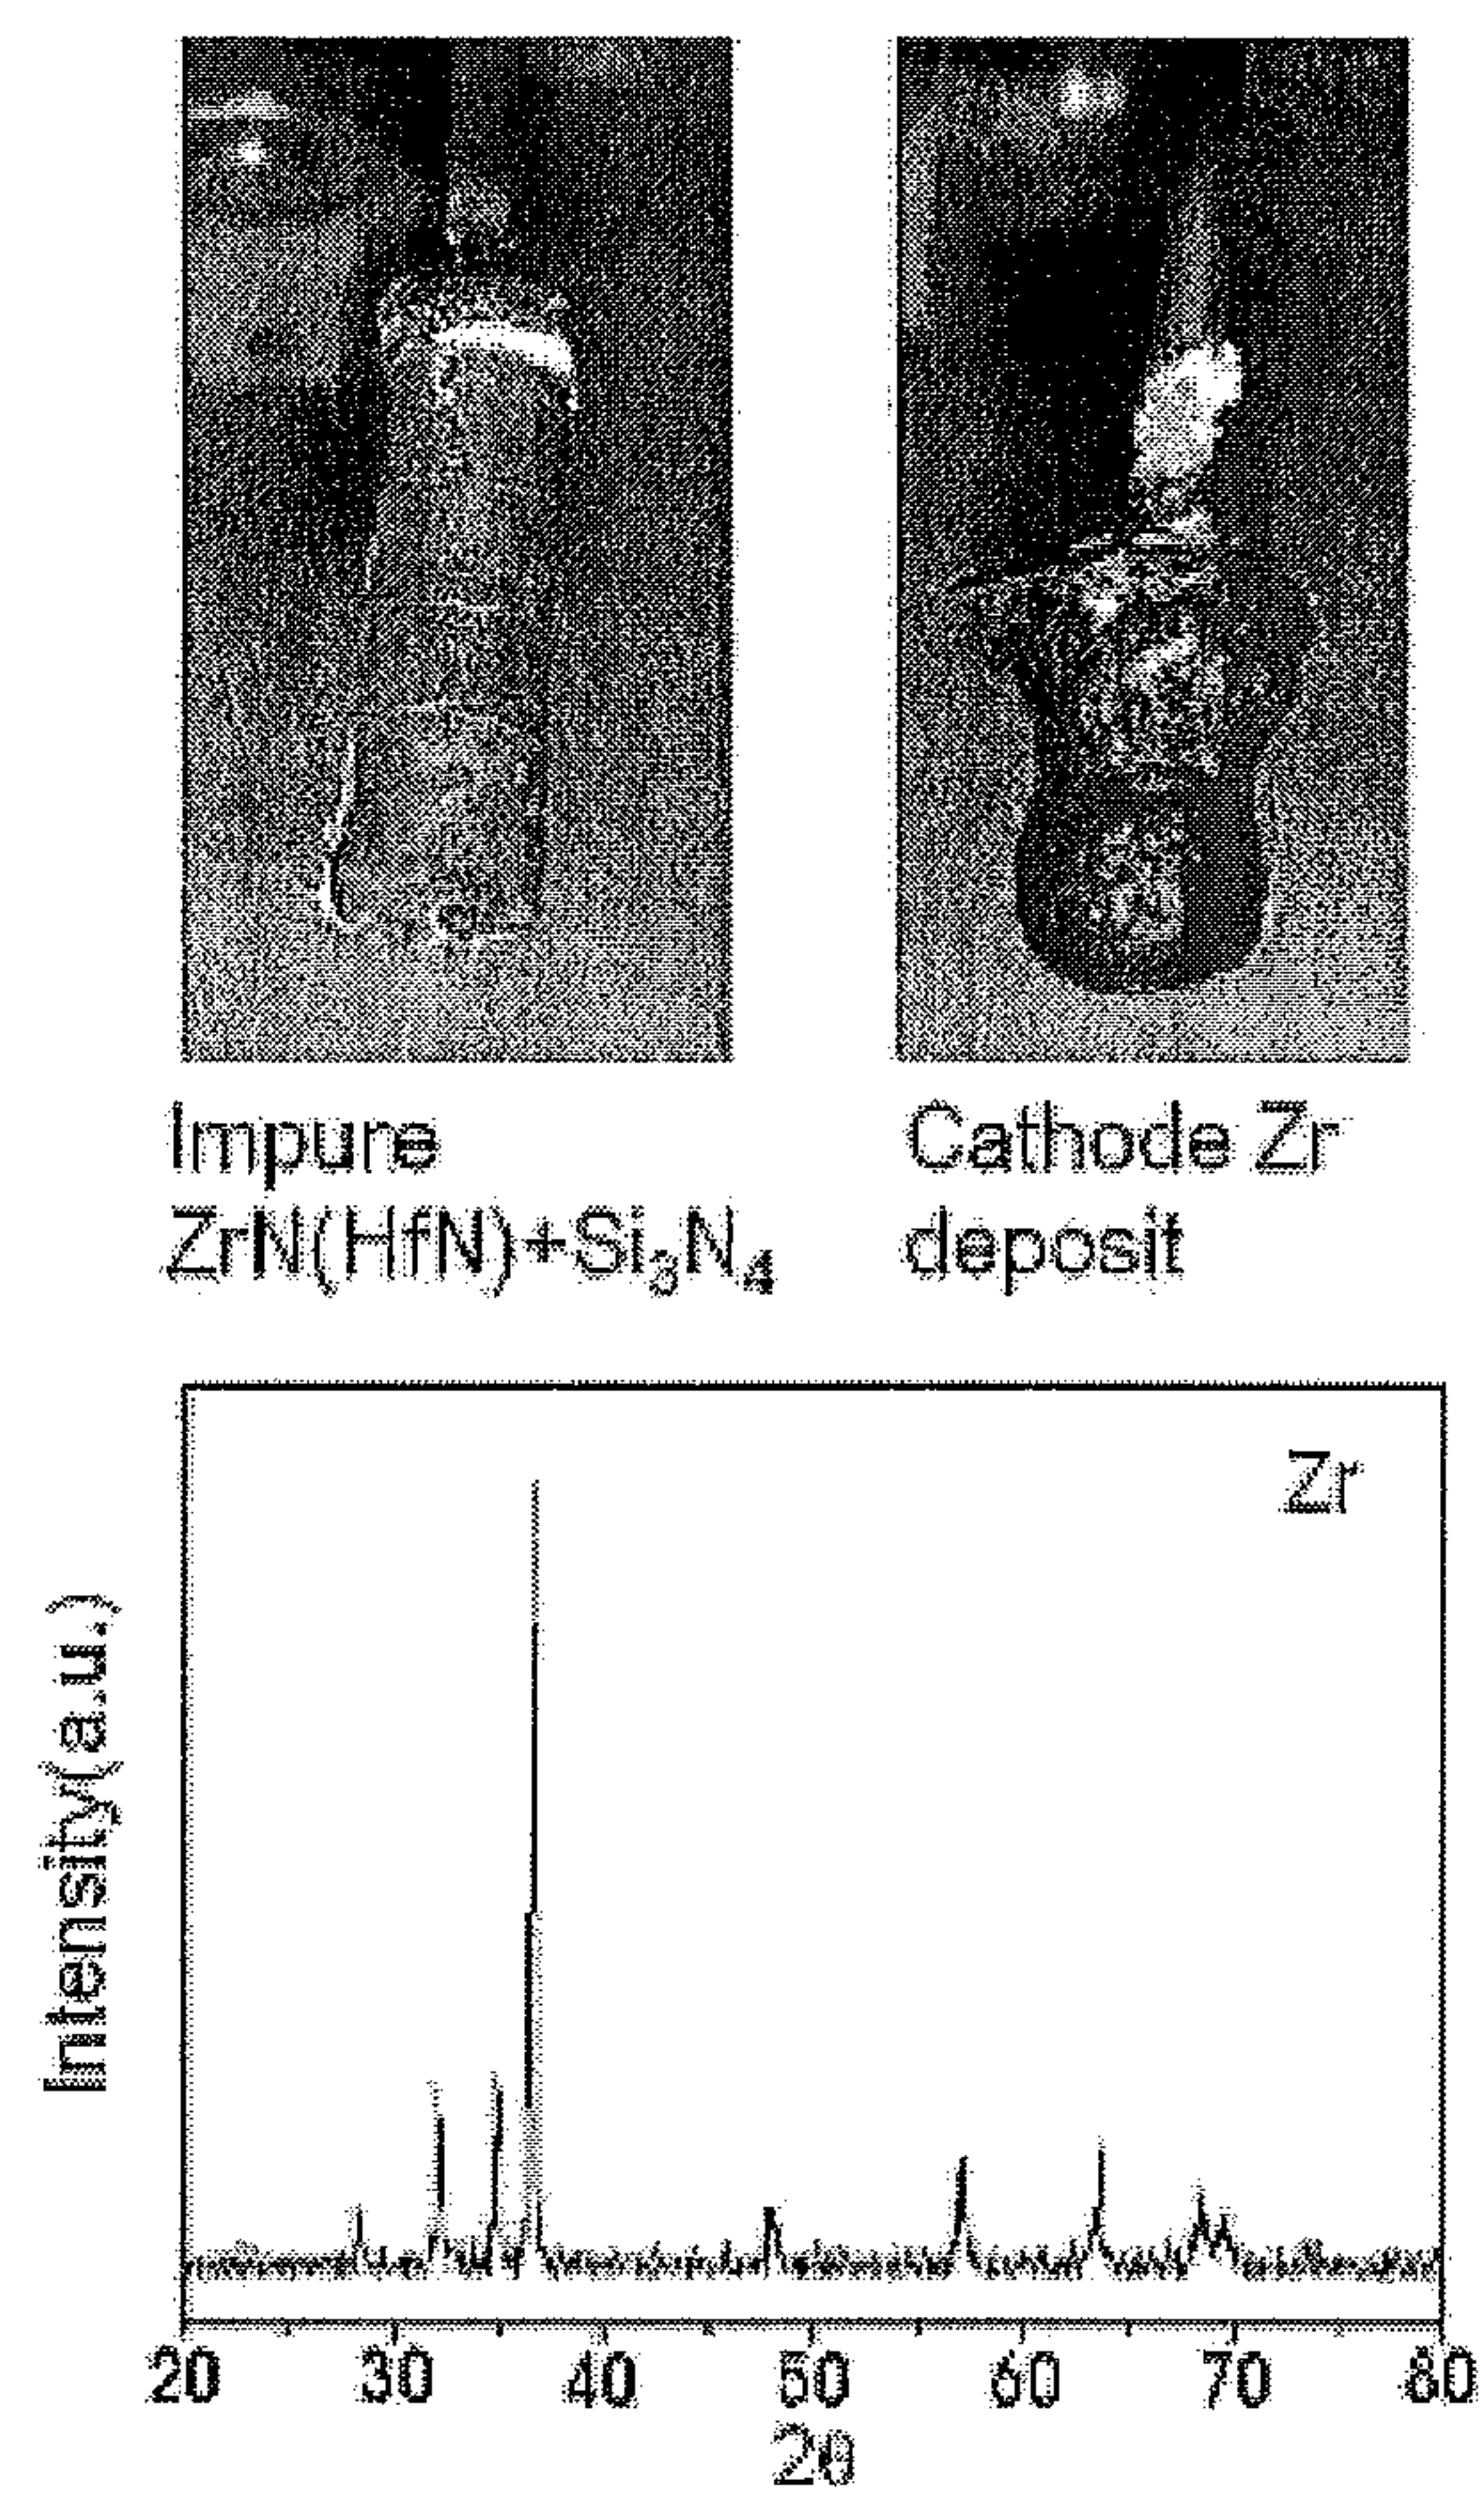 Impure
ZrN(HfN)+Si₃N₄
Cathode Zr
deposit
Zr
Intensity(a.u.)
20 30 40 50 60 70 80
2θ